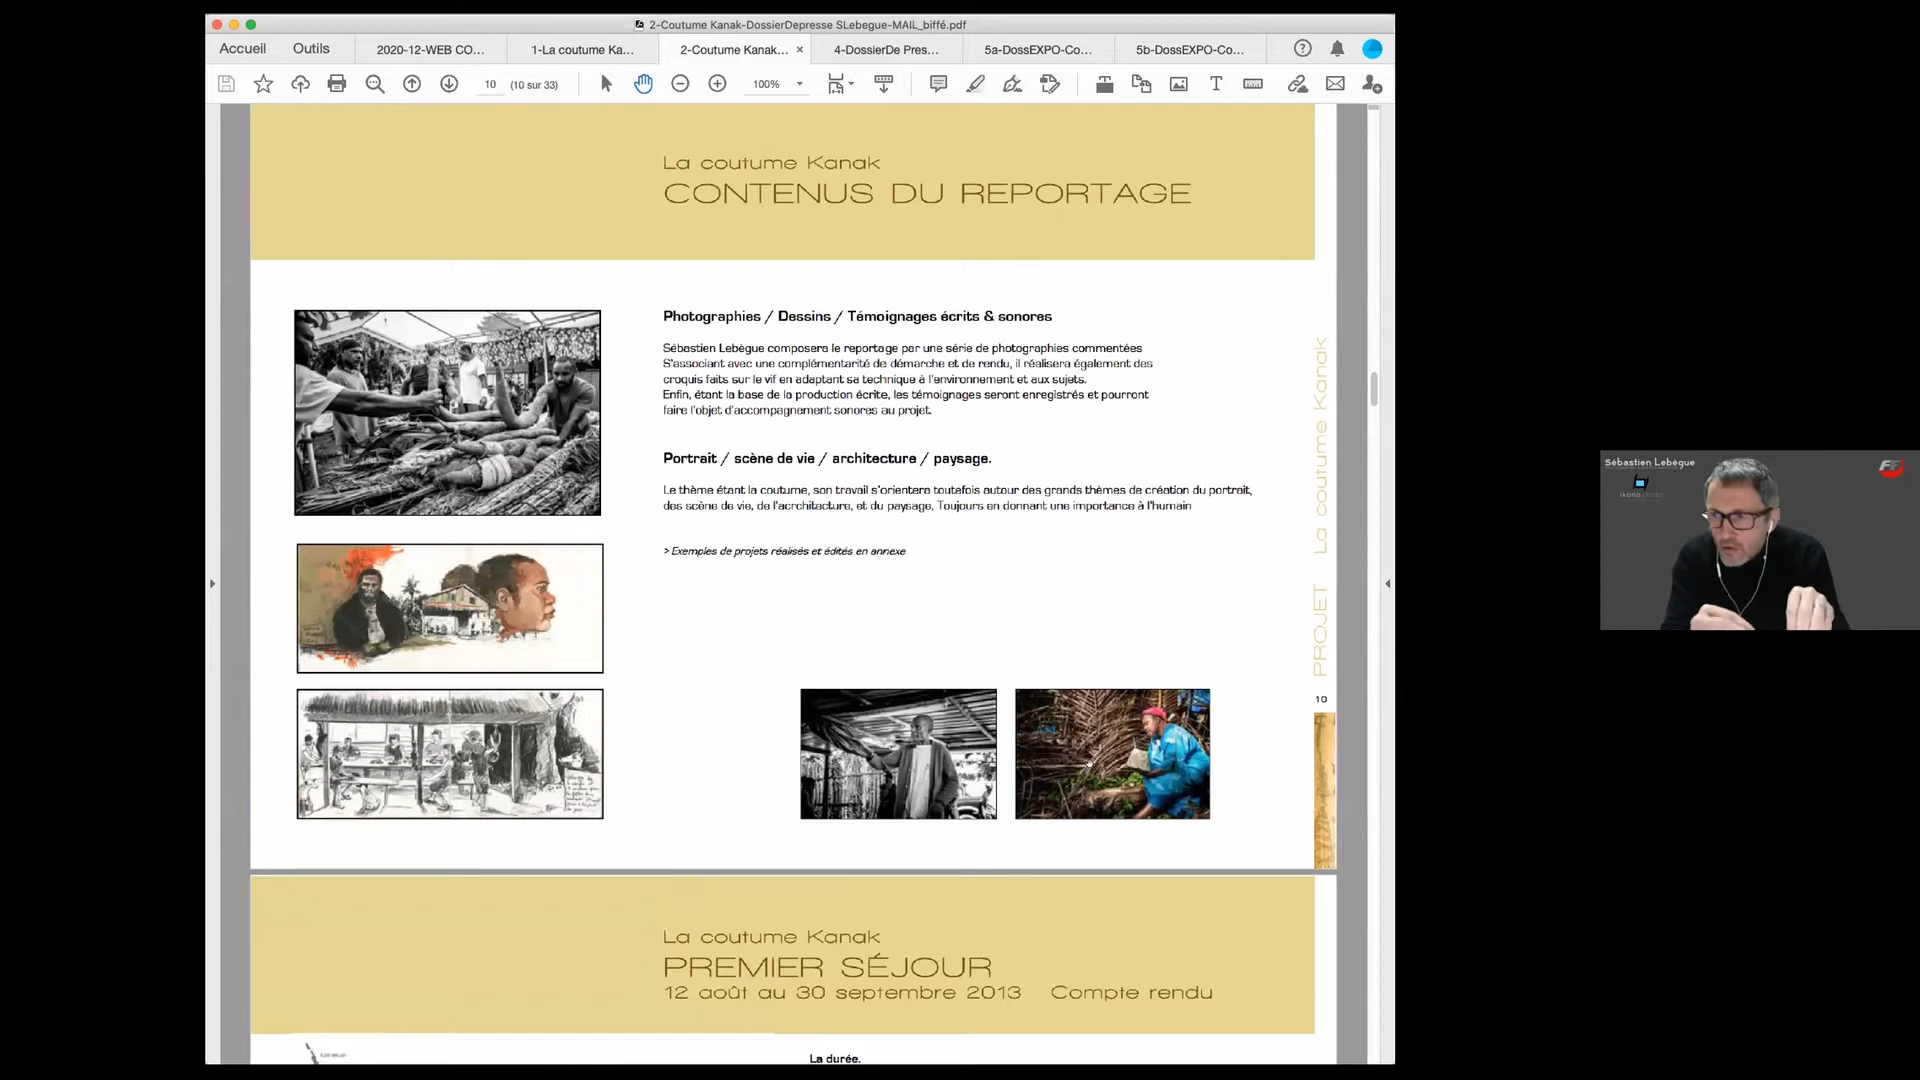 2-Coutume Kanak-DossierDepresse SLebegue-MAIL_biffé.pdf
Accueil
Outils
2020-12-WEB CO...
1-La coutume Ka...
2-Coutume Kanak...
4-DossierDe Pres...
5a-DossEXPO-Co...
5b-DossEXPO-Co...
10
(10 sur 33)
100%
La coutume Kanak
CONTENUS DU REPORTAGE
Photographies / Dessins / Témoignages écrits & sonores
Sébastien Lebègue composera le reportage par une série de photographies commentées
S'associant avec une complémentarité de démarche et de rendu, il réalisera également des
croquis faits sur le vif en adaptant sa technique à l'environnement et aux sujets.
Enfin, étant la base de la production écrite, les témoignages seront enregistrés et pourront
faire l'objet d'accompagnement sonores au projet.
Portrait / scène de vie / architecture / paysage.
Le thème étant la coutume, son travail s'orientera toutefois autour des grands thèmes de création du portrait,
des scène de vie, de l'acrchitecture, et du paysage, Toujours en donnant une importance à l'humain
> Exemples de projets réalisés et édités en annexe
PROJET La coutume Kanak
10
La coutume Kanak
PREMIER SÉJOUR
12 août au 30 septembre 2013 Compte rendu
La durée.
Sébastien Lebègue